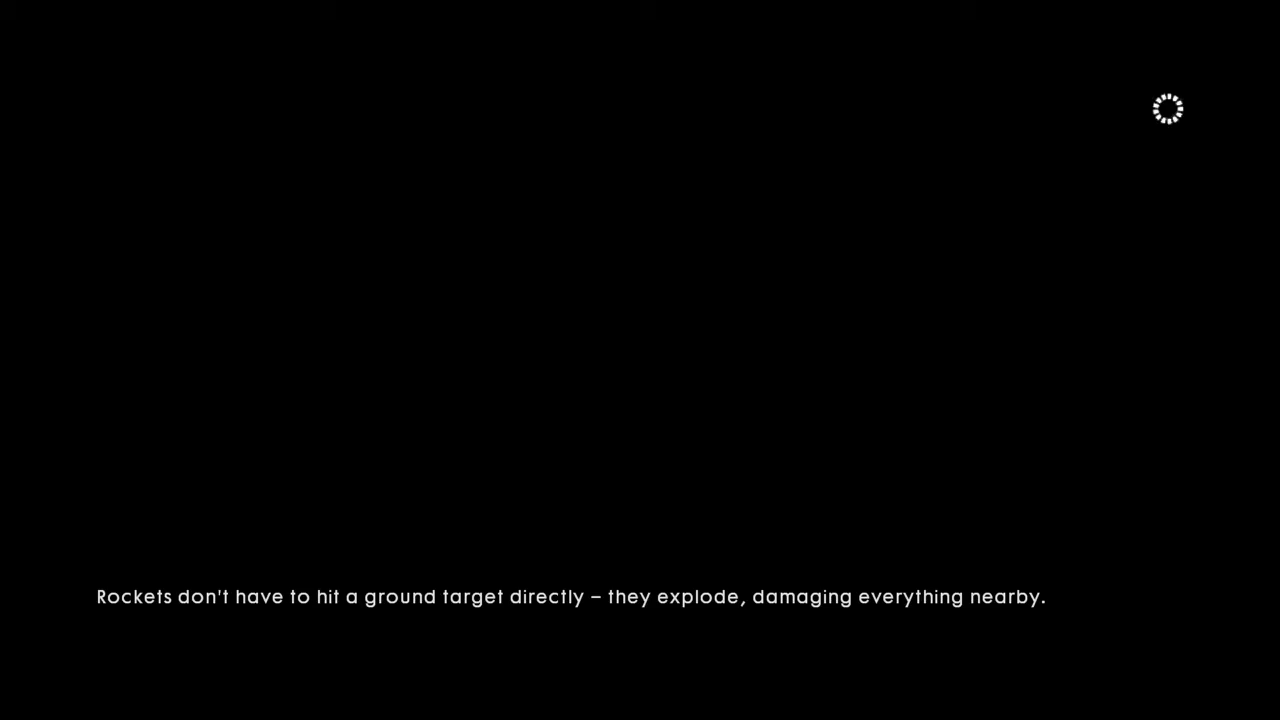 Rockets don't have to hit a ground target directly – they explode, damaging everything nearby.